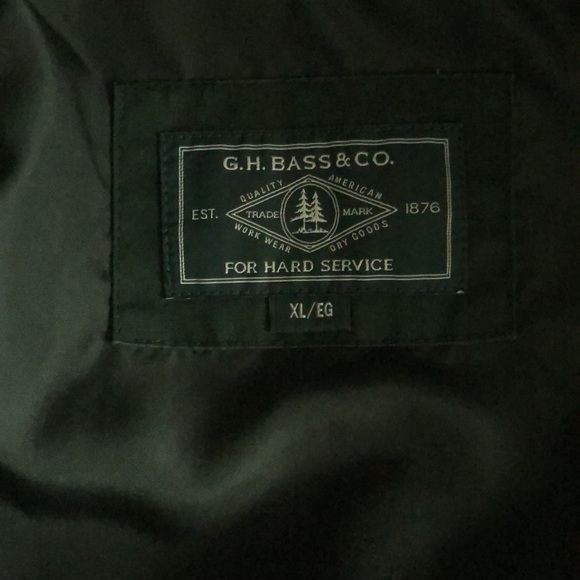 G.H. BASS & CO.
QUALITY AMERICAN
EST. TRADE MARK 1876
WORK WEAR DRY GOODS
FOR HARD SERVICE
XL/EG